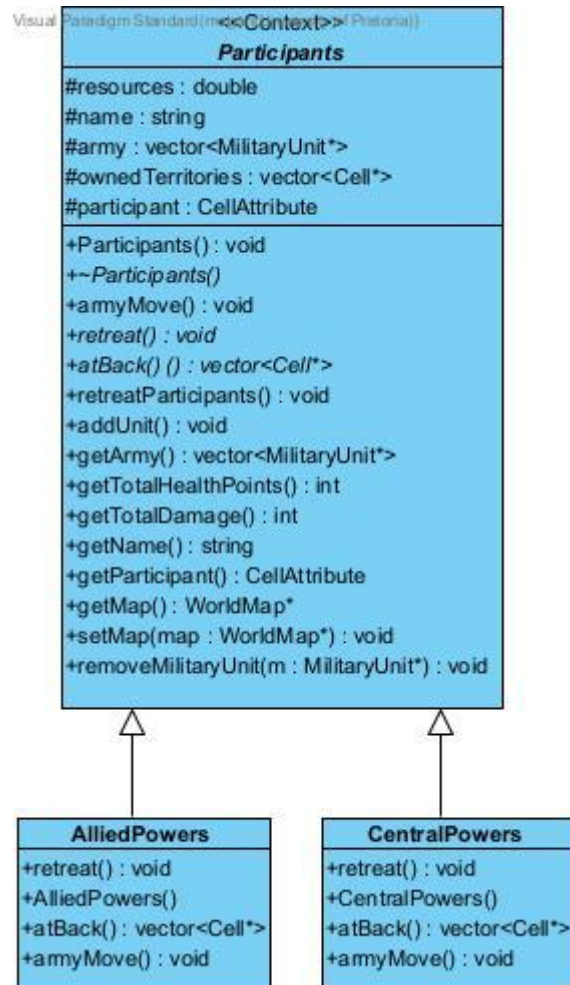 Visual Paradigm Standard( of Pretoria))
<<Context>>
Participants
#resources : double
#name : string
#army : vector<MilitaryUnit*>
#ownedTerritories : vector<Cell*>
#participant : CellAttribute
+Participants() : void
+~Participants()
+armyMove() : void
+retreat() : void
+atBack() () : vector<Cell*>
+retreatParticipants() : void
+addUnit() : void
+getArmy() : vector<MilitaryUnit*>
+getTotalHealthPoints() : int
+getTotalDamage() : int
+getName() : string
+getParticipant() : CellAttribute
+getMap() : WorldMap*
+setMap(map : WorldMap*) : void
+removeMilitaryUnit(m : MilitaryUnit*) : void
AlliedPowers
+retreat() : void
+AlliedPowers()
+atBack() : vector<Cell*>
+armyMove() : void
CentralPowers
+retreat() : void
+CentralPowers()
+atBack() : vector<Cell*>
+armyMove() : void